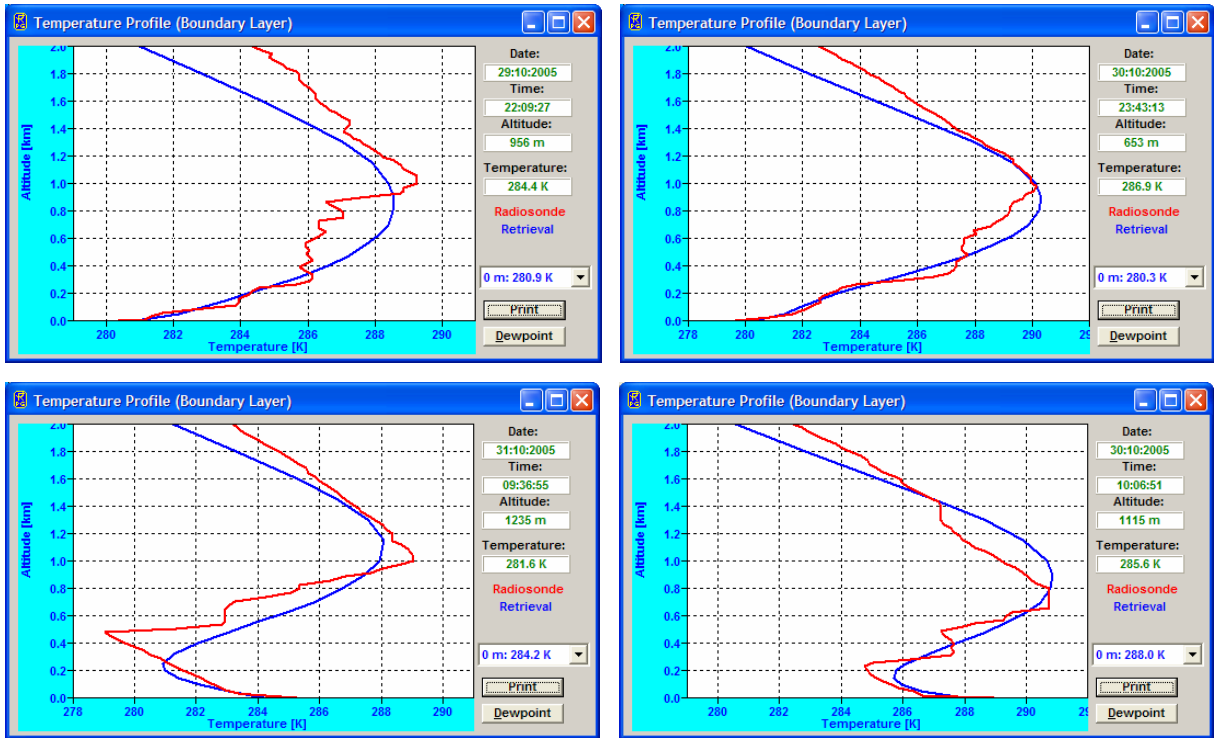 Temperature Profile (Boundary Layer)
2.0
1.8
1.6
1.4
1.2
1.0
0.8
0.6
0.4
0.2
0.0
Altitude [km]
280 282 284 286 288 290
Temperature [K]
Date:
29:10:2005
Time:
22:09:27
Altitude:
956 m
Temperature:
284.4 K
Radiosonde
Retrieval
0 m: 280.9 K
Print
Dewpoint
Temperature Profile (Boundary Layer)
2.0
1.8
1.6
1.4
1.2
1.0
0.8
0.6
0.4
0.2
0.0
Altitude [km]
278 280 282 284 286 288 290 29
Temperature [K]
Date:
30:10:2005
Time:
23:43:13
Altitude:
653 m
Temperature:
286.9 K
Radiosonde
Retrieval
0 m: 280.3 K
Print
Dewpoint
Temperature Profile (Boundary Layer)
2.0
1.8
1.6
1.4
1.2
1.0
0.8
0.6
0.4
0.2
0.0
Altitude [km]
278 280 282 284 286 288 290
Temperature [K]
Date:
31:10:2005
Time:
09:36:55
Altitude:
1235 m
Temperature:
281.6 K
Radiosonde
Retrieval
0 m: 284.2 K
Print
Dewpoint
Temperature Profile (Boundary Layer)
2.0
1.8
1.6
1.4
1.2
1.0
0.8
0.6
0.4
0.2
0.0
Altitude [km]
280 282 284 286 288 290 29
Temperature [K]
Date:
30:10:2005
Time:
10:06:51
Altitude:
1115 m
Temperature:
285.6 K
Radiosonde
Retrieval
0 m: 288.0 K
Print
Dewpoint